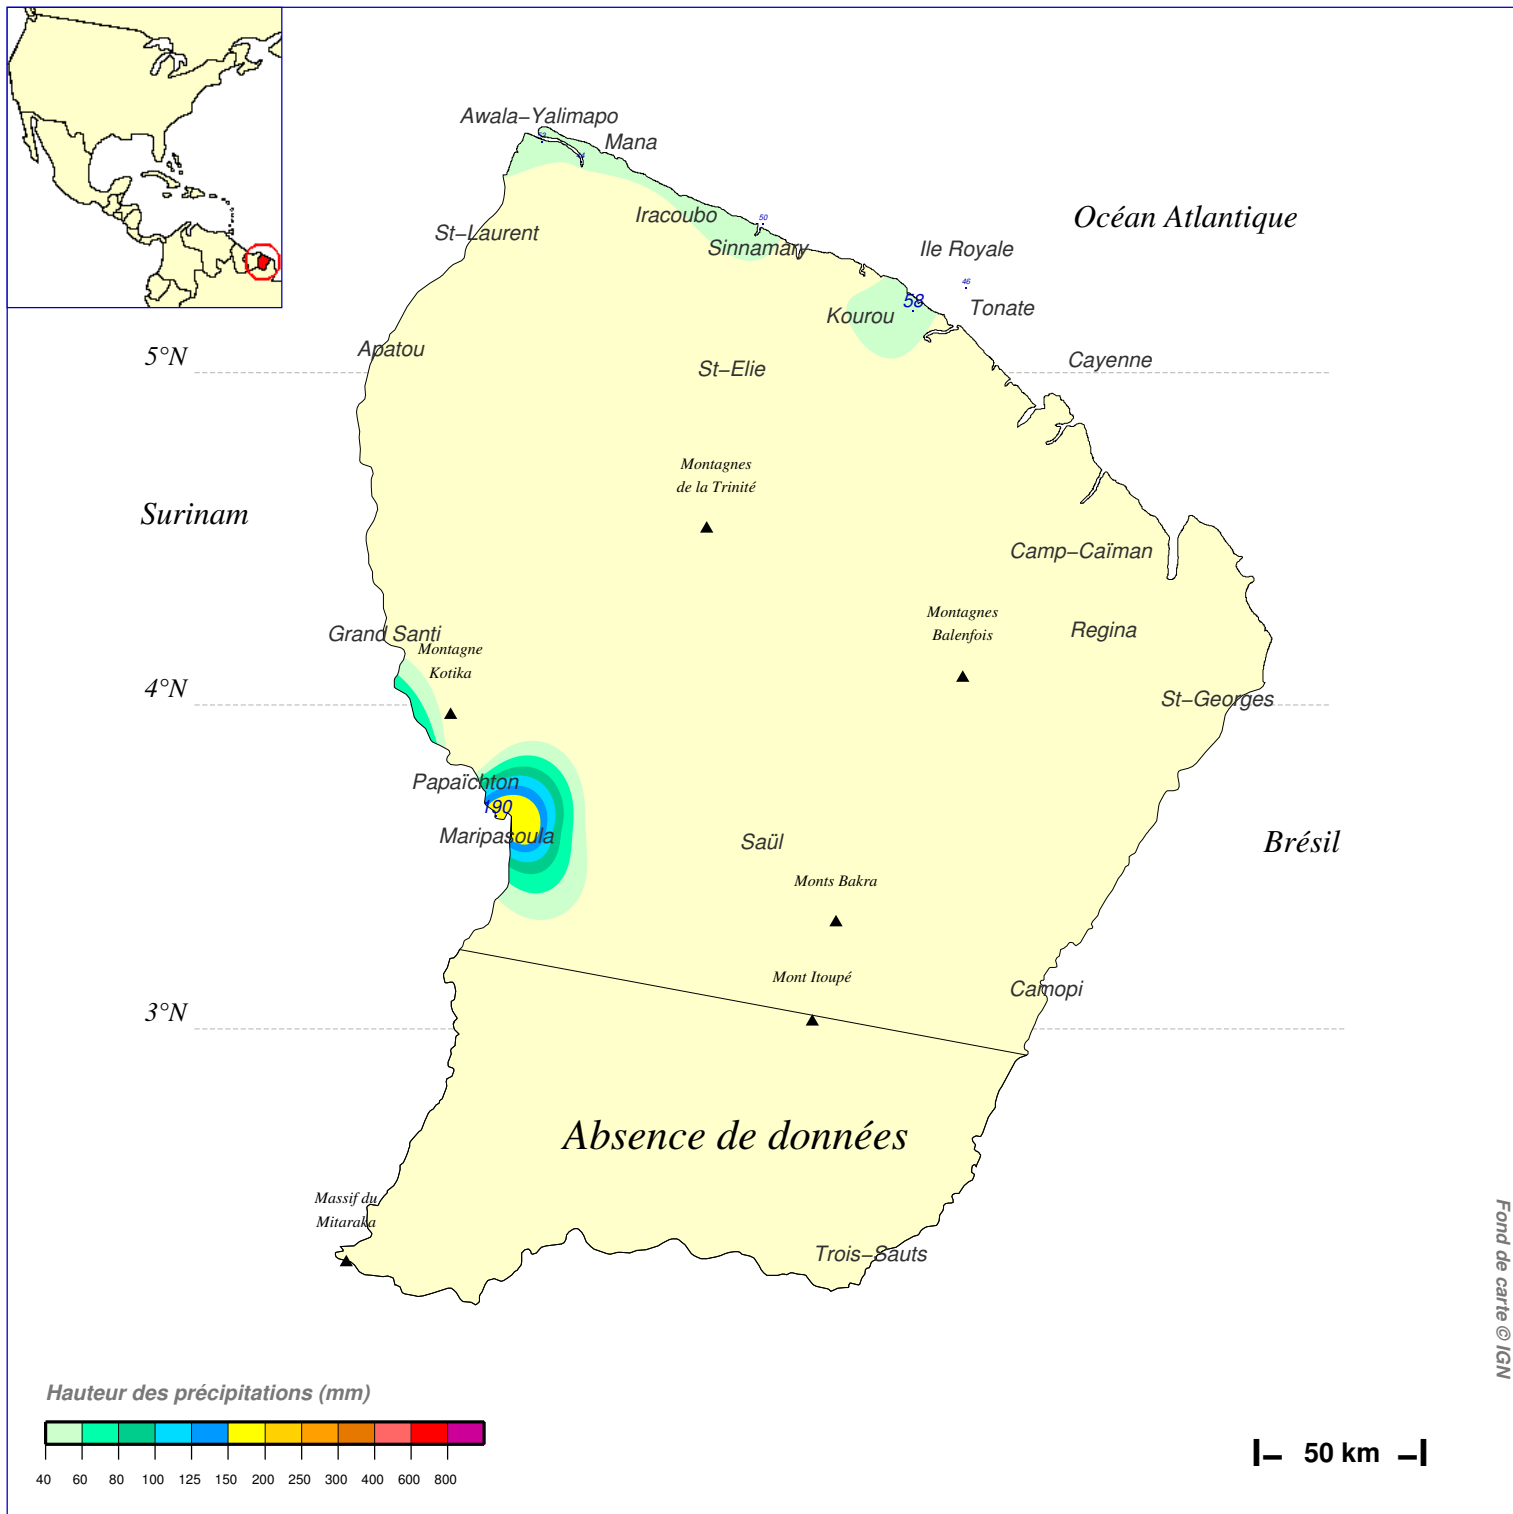 Awala−Yalimapo
Mana
Iracoubo
50
Océan Atlantique
St−Laurent
Sinnamary
Ile Royale
46
58
Tonate
Kourou
Apatou
5°N
Cayenne
St−Elie
Montagnes
de la Trinité
Surinam
Camp−Caïman
Montagnes
Balenfois
Regina
Grand Santi
Montagne
Kotika
4°N
St−Georges
Papaïchton
190
Maripasoula
Saül
Brésil
Monts Bakra
Mont Itoupé
Camopi
3°N
Absence de données
Massif du
Mitaraka
Trois−Sauts
Fond de carte © IGN
Hauteur des précipitations (mm)
40 60 80 100 125 150 200 250 300 400 600 800
50 km